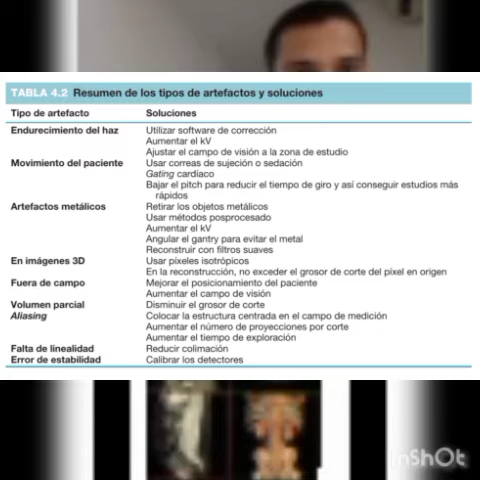 TABLA 4.2 Resumen de los tipos de artefactos y soluciones
Tipo de artefacto Soluciones
Endurecimiento del haz Utilizar software de corrección
Aumentar el kV
Ajustar el campo de visión a la zona de estudio
Movimiento del paciente Usar correas de sujeción o sedación
Gating cardíaco
Bajar el pitch para reducir el tiempo de giro y así conseguir estudios más
rápidos
Artefactos metálicos Retirar los objetos metálicos
Usar métodos posprocesado
Aumentar el kV
Angular el gantry para evitar el metal
Reconstruir con filtros suaves
En imágenes 3D Usar píxeles isotrópicos
En la reconstrucción, no exceder el grosor de corte del píxel en origen
Fuera de campo Mejorar el posicionamiento del paciente
Aumentar el campo de visión
Volumen parcial Disminuir el grosor de corte
Aliasing Colocar la estructura centrada en el campo de medición
Aumentar el número de proyecciones por corte
Aumentar el tiempo de exploración
Falta de linealidad Reducir colimación
Error de estabilidad Calibrar los detectores
InShOt